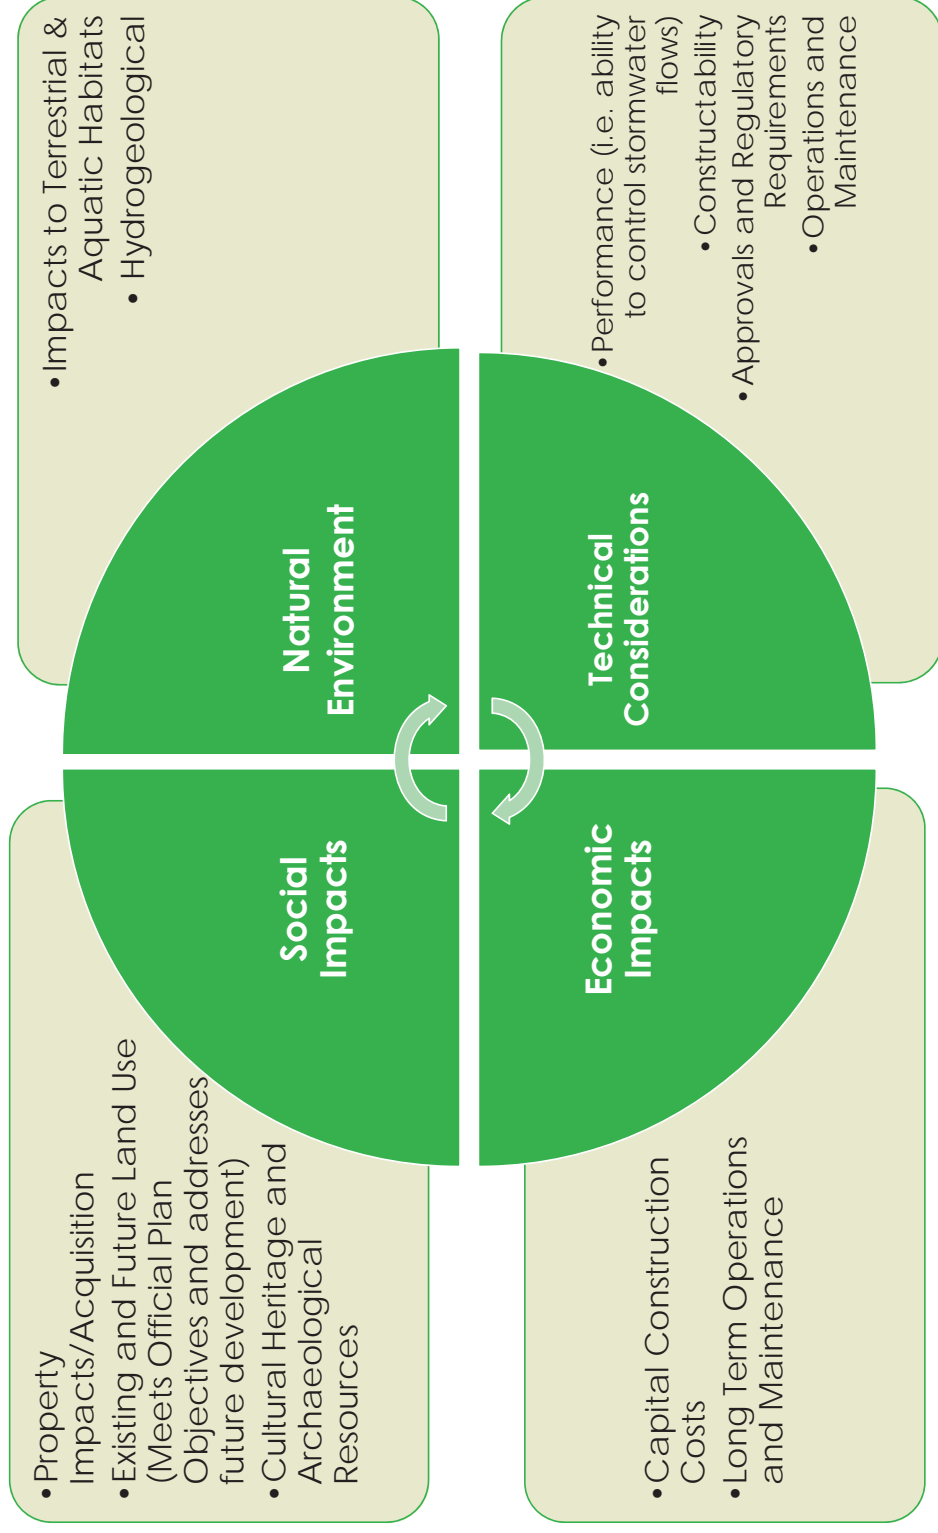 • Property
Impacts/Acquisition
• Existing and Future Land Use
(Meets Official Plan
Objectives and addresses
future development)
• Cultural Heritage and
Archaeological
Resources
Social
Impacts
Natural
Environment
• Impacts to Terrestrial &
Aquatic Habitats
• Hydrogeological
• Capital Construction
Costs
• Long Term Operations
and Maintenance
Economic
Impacts
Technical
Considerations
• Performance (i.e. ability
to control stormwater
flows)
• Constructability
• Approvals and Regulatory
Requirements
• Operations and
Maintenance